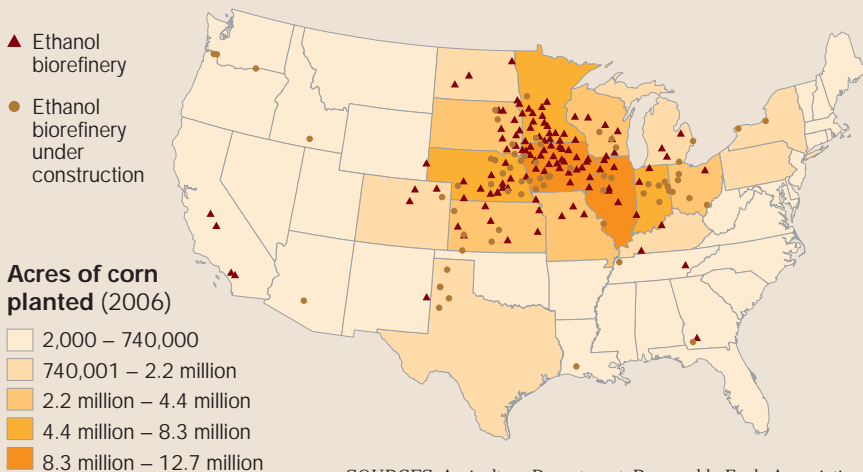 Ethanol
biorefinery
Ethanol
biorefinery
under
construction
Acres of corn
planted (2006)
2,000 – 740,000
740,001 – 2.2 million
2.2 million – 4.4 million
4.4 million – 8.3 million
8.3 million – 12.7 million